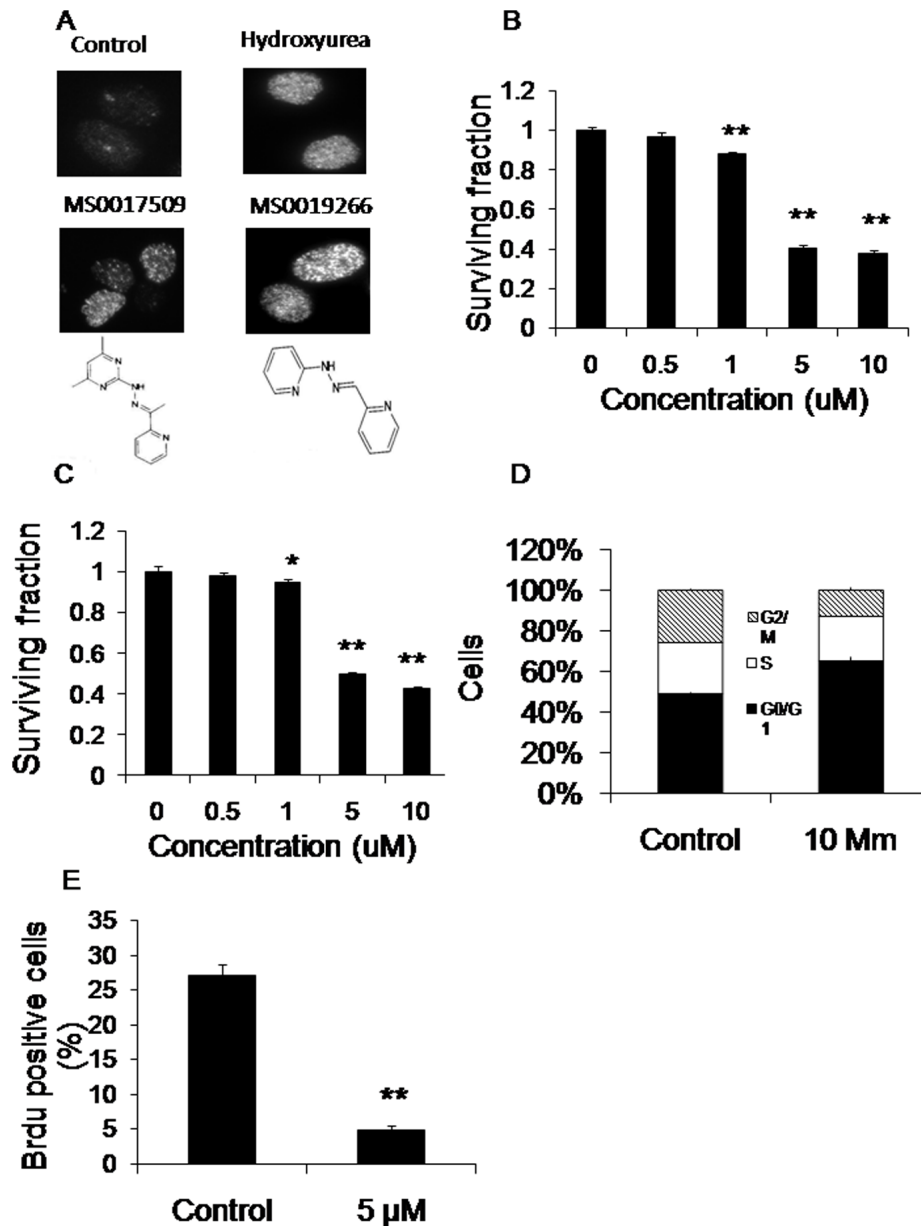 A
Control
Hydroxyurea
MS0017509
MS0019266
N
N
NH
N
N
NH
N
N
N
B
Surviving fraction
1.2
1
0.8
0.6
0.4
0.2
0
**
**
**
0 0.5 1 5 10
Concentration (uM)
C
Surviving fraction
1.2
1
0.8
0.6
0.4
0.2
0
*
**
**
0 0.5 1 5 10
Concentration (uM)
D
Cells
120%
100%
80%
60%
40%
20%
0%
G2/
M
S
G0/G
1
Control 10 Mm
E
Brdu positive cells
(%)
35
30
25
20
15
10
5
0
**
Control 5 µM